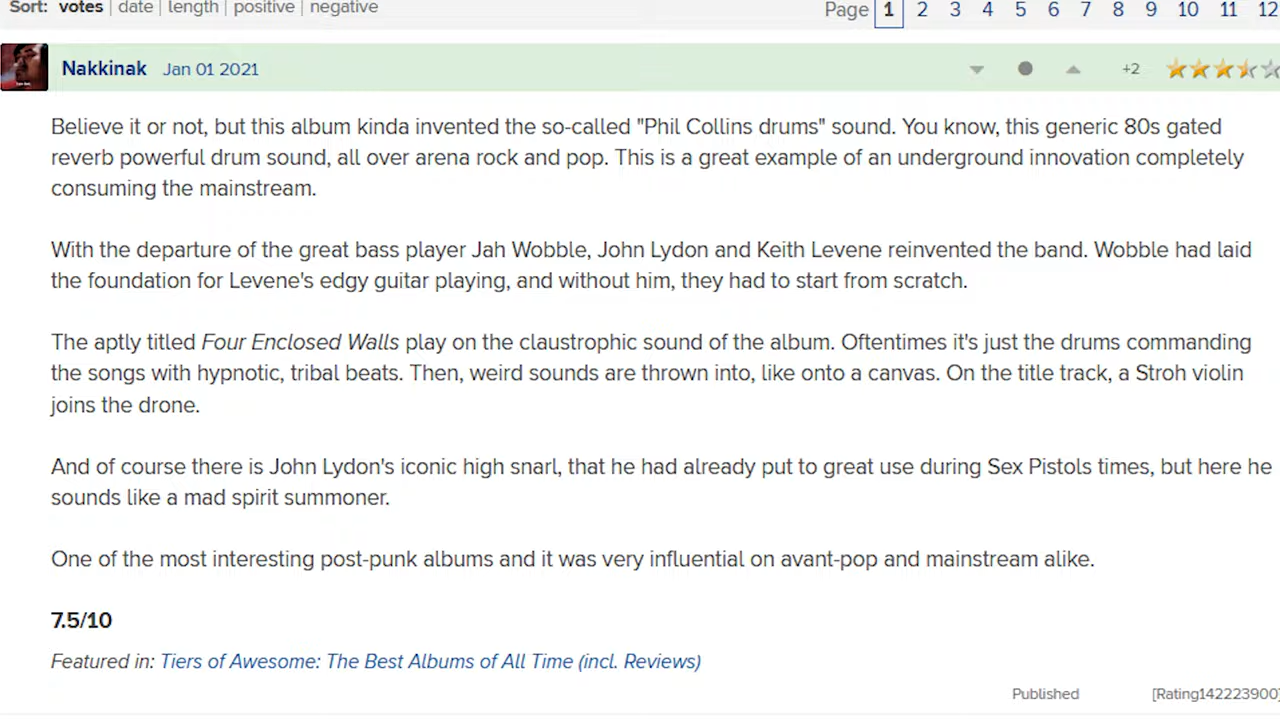 Sort: votes | date | length | positive | negative
Page 1 2 3 4 5 6 7 8 9 10 11 12
Nakkinak Jan 01 2021 +2
Believe it or not, but this album kinda invented the so-called "Phil Collins drums" sound. You know, this generic 80s gated
reverb powerful drum sound, all over arena rock and pop. This is a great example of an underground innovation completely
consuming the mainstream.
With the departure of the great bass player Jah Wobble, John Lydon and Keith Levene reinvented the band. Wobble had laid
the foundation for Levene's edgy guitar playing, and without him, they had to start from scratch.
The aptly titled Four Enclosed Walls play on the claustrophic sound of the album. Oftentimes it's just the drums commanding
the songs with hypnotic, tribal beats. Then, weird sounds are thrown into, like onto a canvas. On the title track, a Stroh violin
joins the drone.
And of course there is John Lydon's iconic high snarl, that he had already put to great use during Sex Pistols times, but here he
sounds like a mad spirit summoner.
One of the most interesting post-punk albums and it was very influential on avant-pop and mainstream alike.
7.5/10
Featured in: Tiers of Awesome: The Best Albums of All Time (incl. Reviews)
Published [Rating142223900]